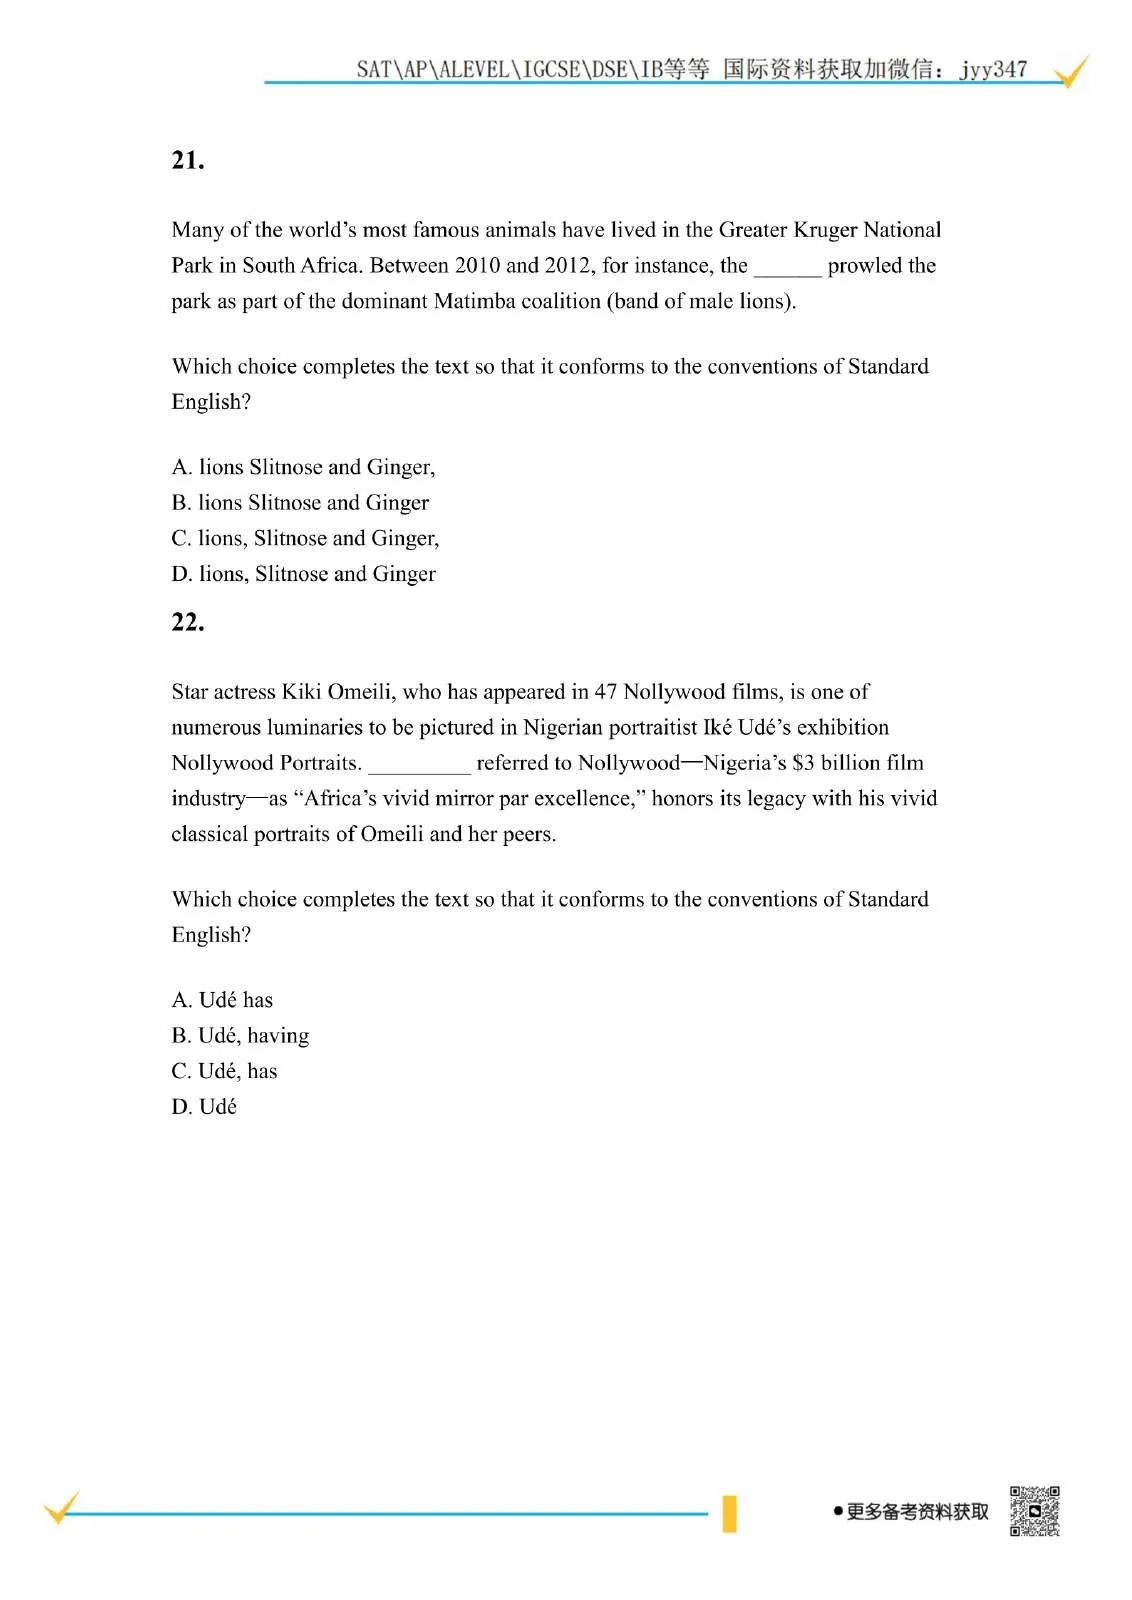 SAT\AP\ALEVEL\IGCSE\DSE\IB等等 国际资料获取加微信：jyy347
21.
Many of the world’s most famous animals have lived in the Greater Kruger National
Park in South Africa. Between 2010 and 2012, for instance, the ______ prowled the
park as part of the dominant Matimba coalition (band of male lions).
Which choice completes the text so that it conforms to the conventions of Standard
English?
A. lions Slitnose and Ginger,
B. lions Slitnose and Ginger
C. lions, Slitnose and Ginger,
D. lions, Slitnose and Ginger
22.
Star actress Kiki Omeili, who has appeared in 47 Nollywood films, is one of
numerous luminaries to be pictured in Nigerian portraitist Iké Udé’s exhibition
Nollywood Portraits. _________ referred to Nollywood—Nigeria’s $3 billion film
industry—as “Africa’s vivid mirror par excellence,” honors its legacy with his vivid
classical portraits of Omeili and her peers.
Which choice completes the text so that it conforms to the conventions of Standard
English?
A. Udé has
B. Udé, having
C. Udé, has
D. Udé
•更多备考资料获取